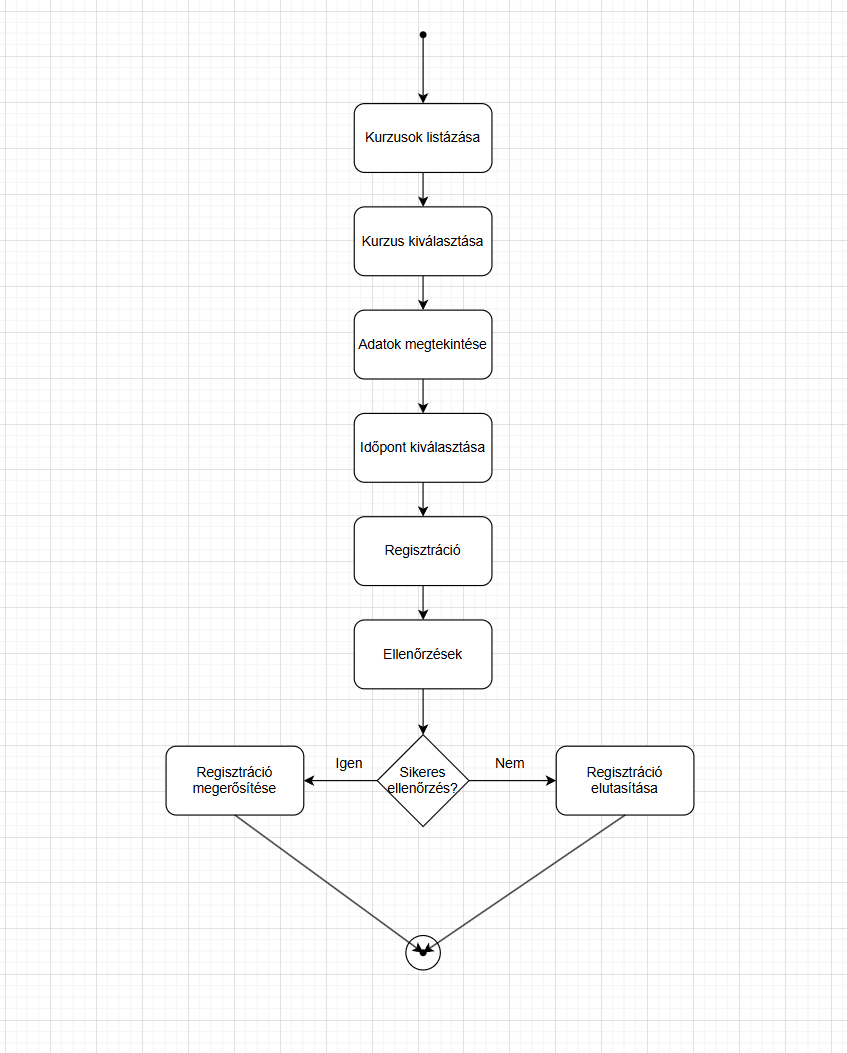 Kurzusok listázása
Kurzus kiválasztása
Adatok megtekintése
Időpont kiválasztása
Regisztráció
Ellenőrzések
Igen
Sikeres
ellenőrzés?
Nem
Regisztráció
megerősítése
Regisztráció
elutasítása